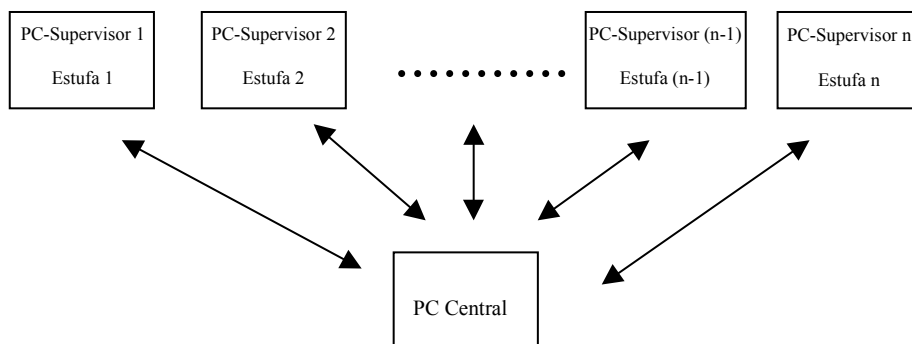 PC-Supervisor 1
Estufa 1
PC-Supervisor 2
Estufa 2
PC-Supervisor (n-1)
Estufa (n-1)
PC-Supervisor n
Estufa n
PC Central